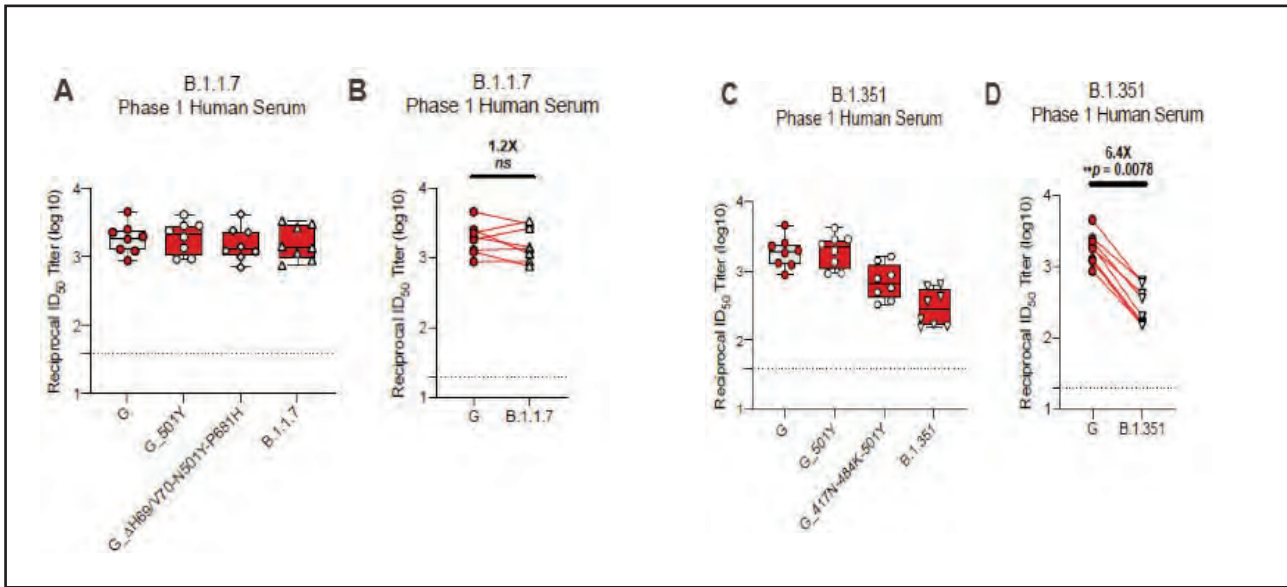 A
B.1.1.7
Phase 1 Human Serum
Reciprocal ID50 Titer (log10)
4
3
2
1
G
G_501Y
G_ΔH69/V70-N501Y-P681H
B.1.1.7
B
B.1.1.7
Phase 1 Human Serum
1.2X
ns
Reciprocal ID50 Titer (log10)
4
3
2
1
G
B.1.1.7
C
B.1.351
Phase 1 Human Serum
Reciprocal ID50 Titer (log10)
4
3
2
1
G
G_501Y
G_417N-484K-501Y
B.1.351
D
B.1.351
Phase 1 Human Serum
6.4X
**p = 0.0078
Reciprocal ID50 Titer (log10)
4
3
2
1
G
B.1.351